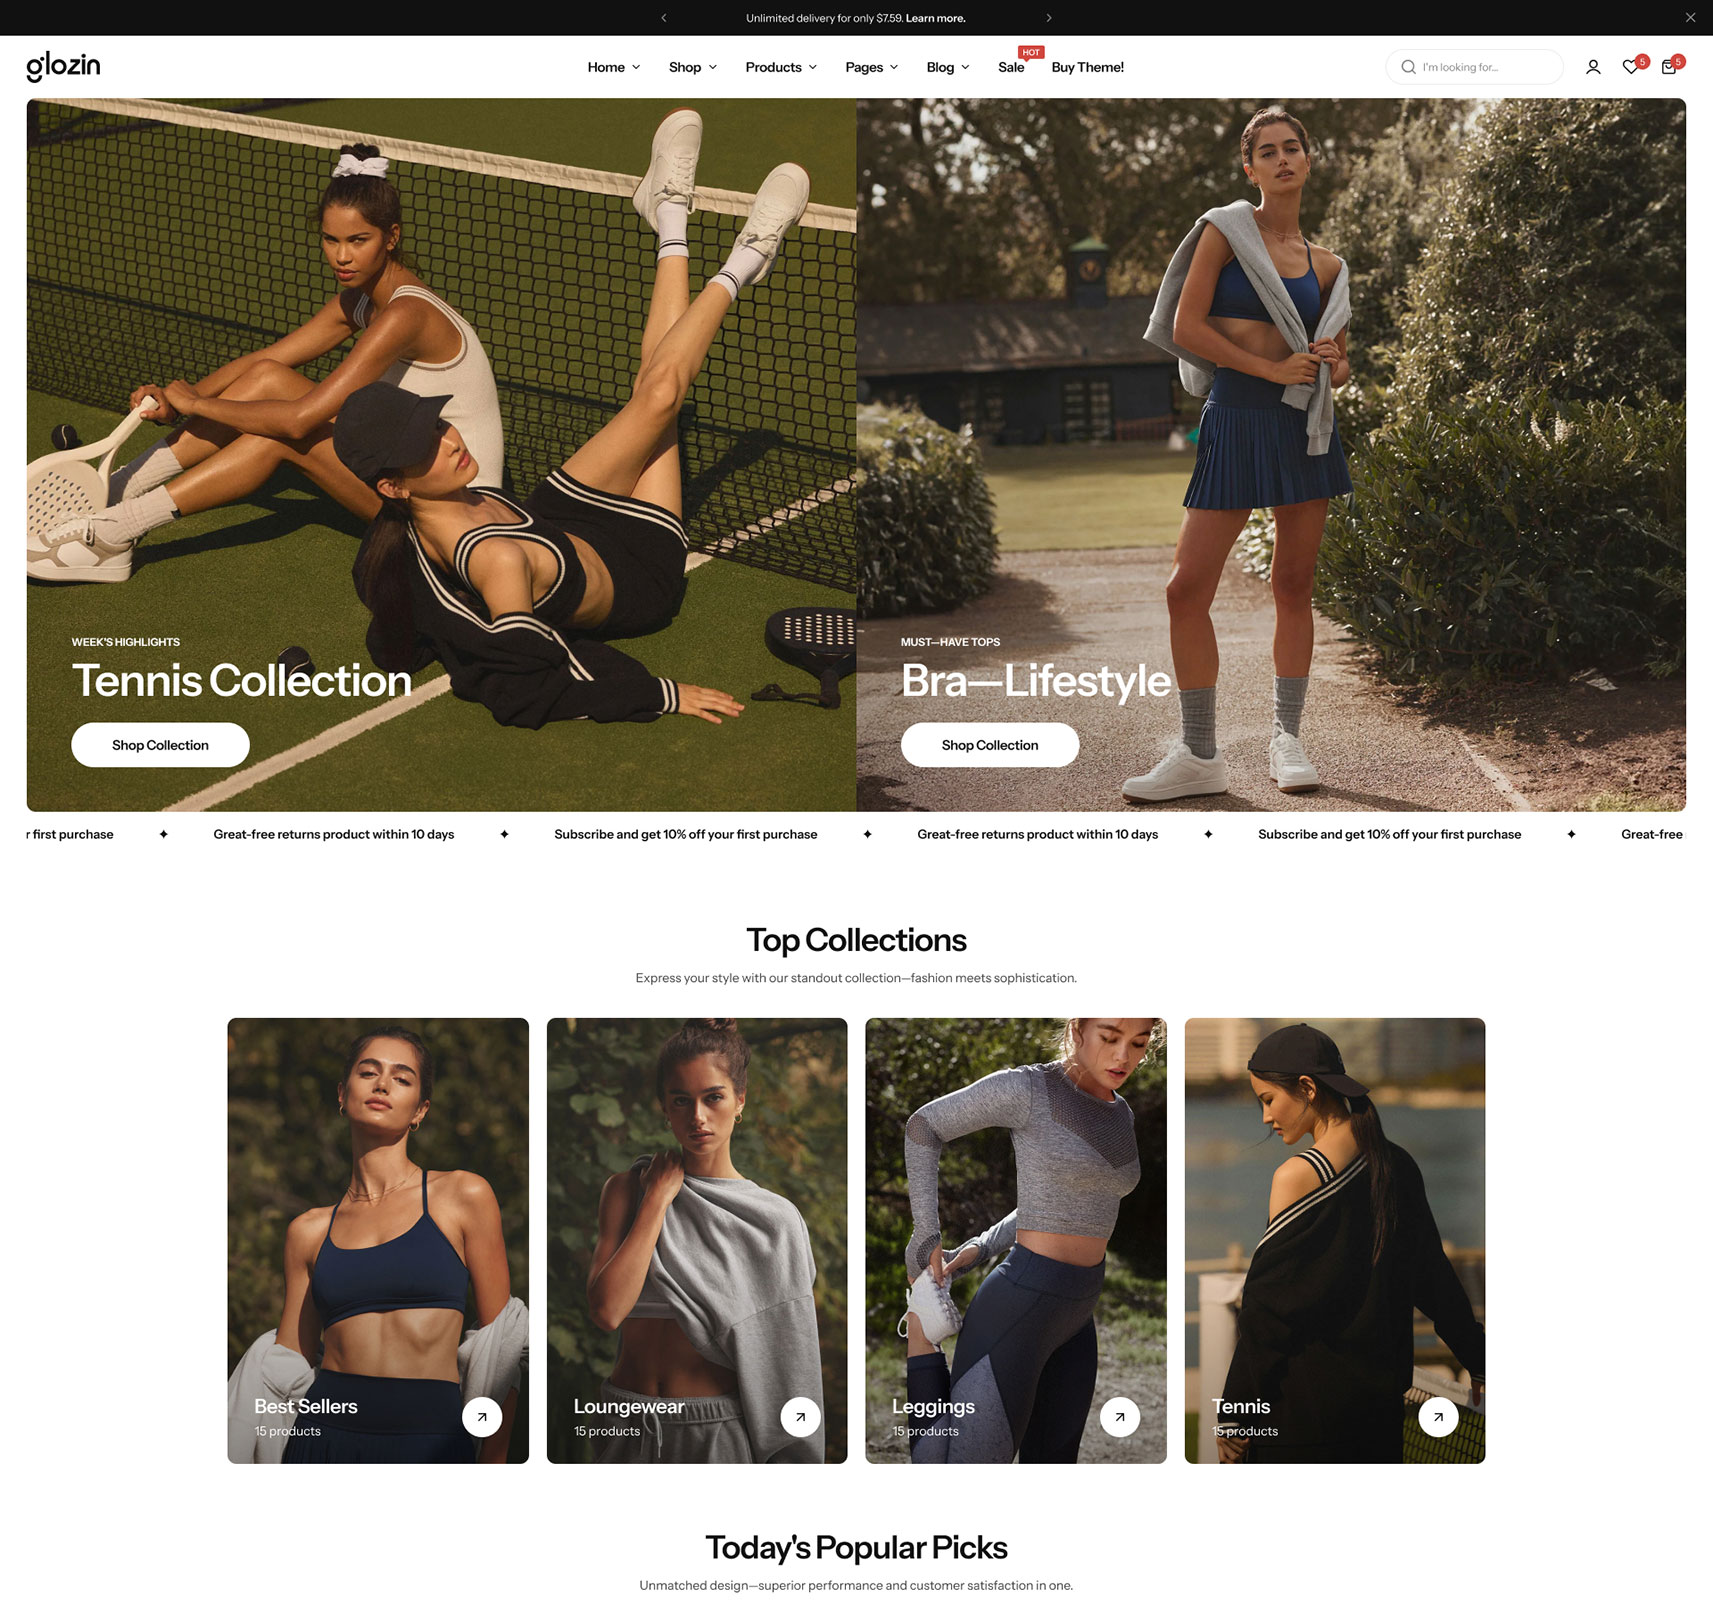 Unlimited delivery for only $7.59. Learn more.
glozin
Home
Shop
Products
Pages
Blog
Sale
HOT
Buy Theme!
I'm looking for...
5
5
WEEK'S HIGHLIGHTS
Tennis Collection
Shop Collection
MUST—HAVE TOPS
Bra—Lifestyle
Shop Collection
r first purchase ✦ Great-free returns product within 10 days ✦ Subscribe and get 10% off your first purchase ✦ Great-free returns product within 10 days ✦ Subscribe and get 10% off your first purchase ✦ Great-free
Top Collections
Express your style with our standout collection—fashion meets sophistication.
Best Sellers
15 products
Loungewear
15 products
Leggings
15 products
Tennis
15 products
Today's Popular Picks
Unmatched design—superior performance and customer satisfaction in one.